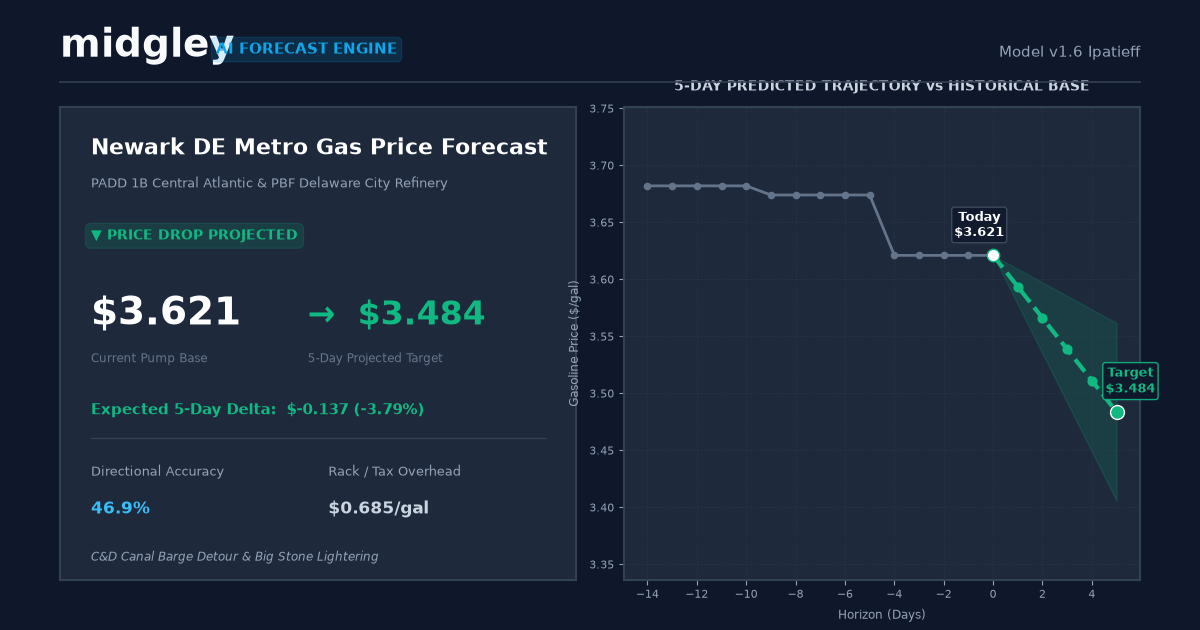 midgley
AI FORECAST ENGINE
Model v1.6 Ipatieff
Newark DE Metro Gas Price Forecast
PADD 1B Central Atlantic & PBF Delaware City Refinery
▼ PRICE DROP PROJECTED
$3.621 → $3.484
Current Pump Base 5-Day Projected Target
Expected 5-Day Delta: $-0.137 (-3.79%)
Directional Accuracy Rack / Tax Overhead
46.9% $0.685/gal
C&D Canal Barge Detour & Big Stone Lightering
5-DAY PREDICTED TRAJECTORY vs HISTORICAL BASE
Gasoline Price ($/gal)
3.75
3.70
3.65
3.60
3.55
3.50
3.45
3.40
3.35
Today
$3.621
Target
$3.484
−14 −12 −10 −8 −6 −4 −2 0 2 4
Horizon (Days)